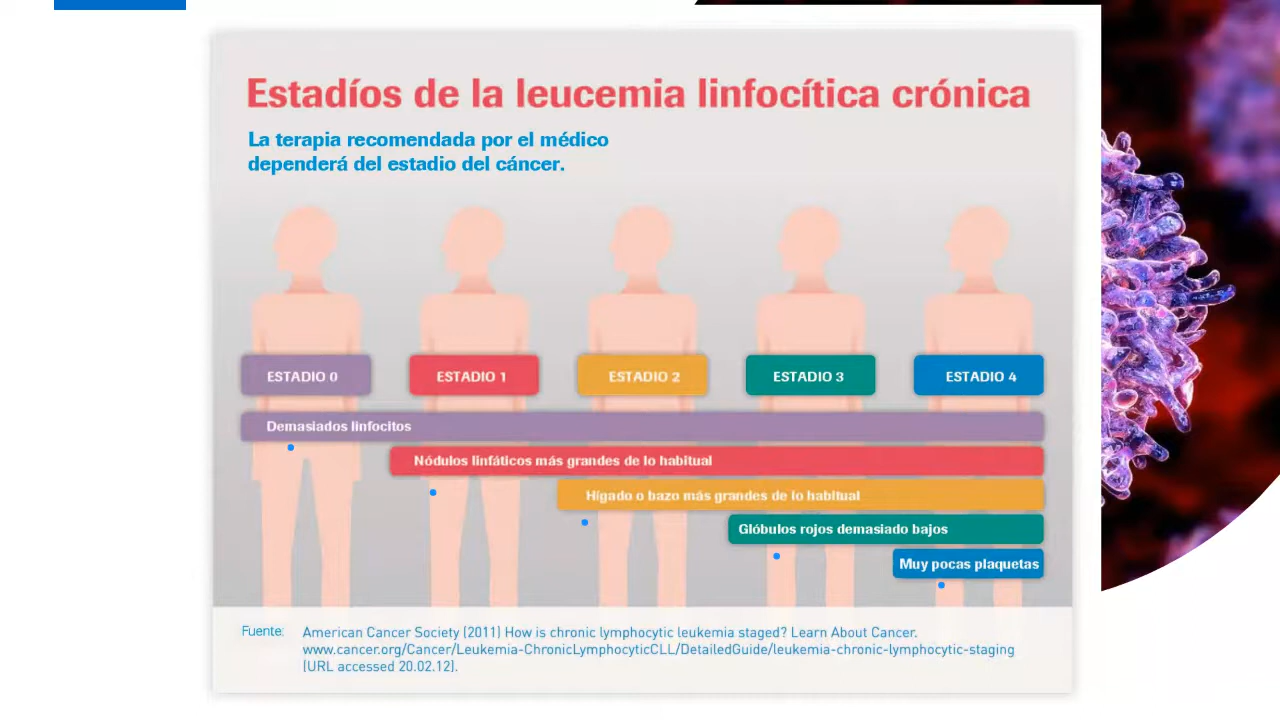 Estadíos de la leucemia linfocítica crónica
La terapia recomendada por el médico
dependerá del estadio del cáncer.
ESTADIO 0
ESTADIO 1
ESTADIO 2
ESTADIO 3
ESTADIO 4
Demasiados linfocitos
Nódulos linfáticos más grandes de lo habitual
Hígado o bazo más grandes de lo habitual
Glóbulos rojos demasiado bajos
Muy pocas plaquetas
Fuente: American Cancer Society (2011) How is chronic lymphocytic leukemia staged? Learn About Cancer.
www.cancer.org/Cancer/Leukemia-ChronicLymphocyticCLL/DetailedGuide/leukemia-chronic-lymphocytic-staging
(URL accessed 20.02.12).